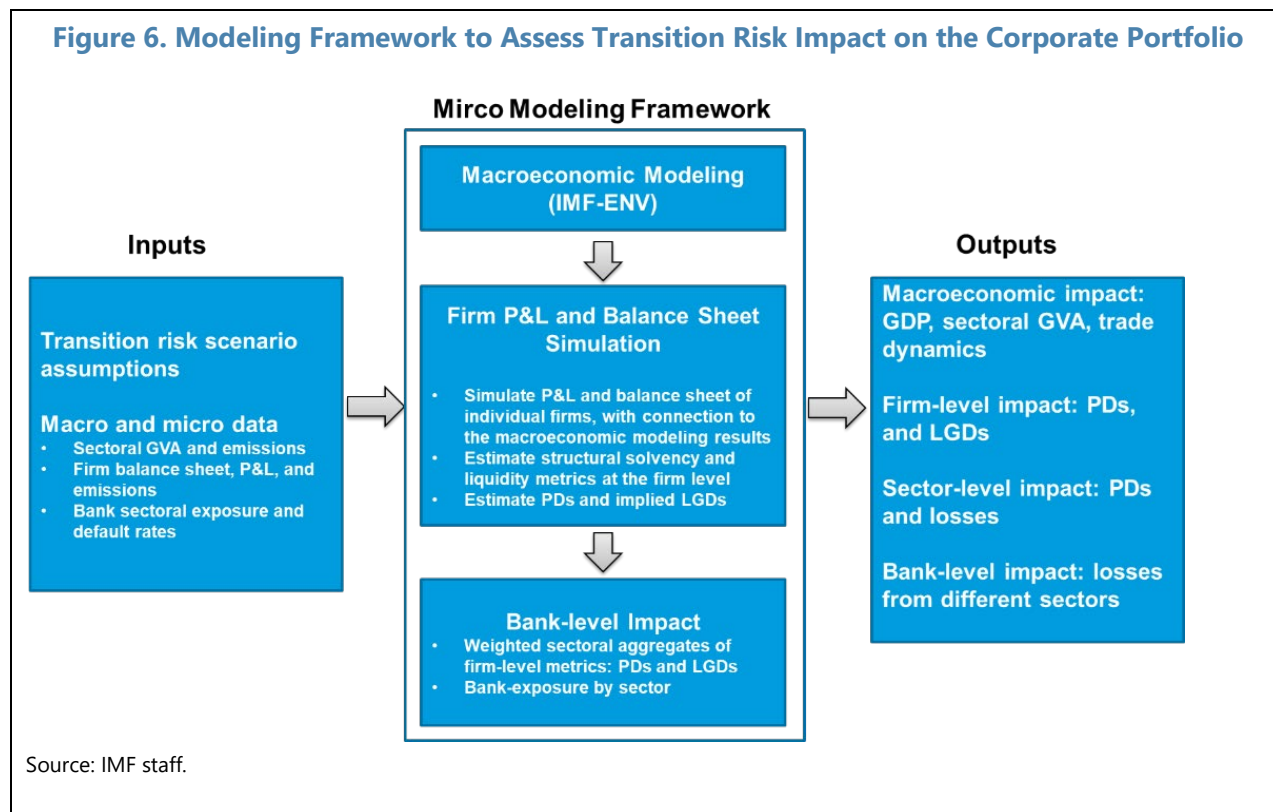 Figure 6. Modeling Framework to Assess Transition Risk Impact on the Corporate Portfolio
Mirco Modeling Framework
Macroeconomic Modeling
(IMF-ENV)
Inputs
Transition risk scenario
assumptions
Macro and micro data
• Sectoral GVA and emissions
• Firm balance sheet, P&L, and
emissions
• Bank sectoral exposure and
default rates
Firm P&L and Balance Sheet
Simulation
• Simulate P&L and balance sheet of
individual firms, with connection to
the macroeconomic modeling results
• Estimate structural solvency and
liquidity metrics at the firm level
• Estimate PDs and implied LGDs
Bank-level Impact
• Weighted sectoral aggregates of
firm-level metrics: PDs and LGDs
• Bank-exposure by sector
Outputs
Macroeconomic impact:
GDP, sectoral GVA, trade
dynamics
Firm-level impact: PDs,
and LGDs
Sector-level impact: PDs
and losses
Bank-level impact: losses
from different sectors
Source: IMF staff.